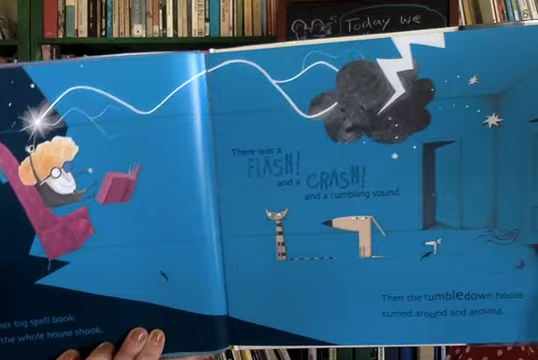 Today we
There was a
FLASH!
and a CRASH!
and a rumbling sound.
her big spell book.
the whole house shook,
Then the tumbledown house
turned around and around.